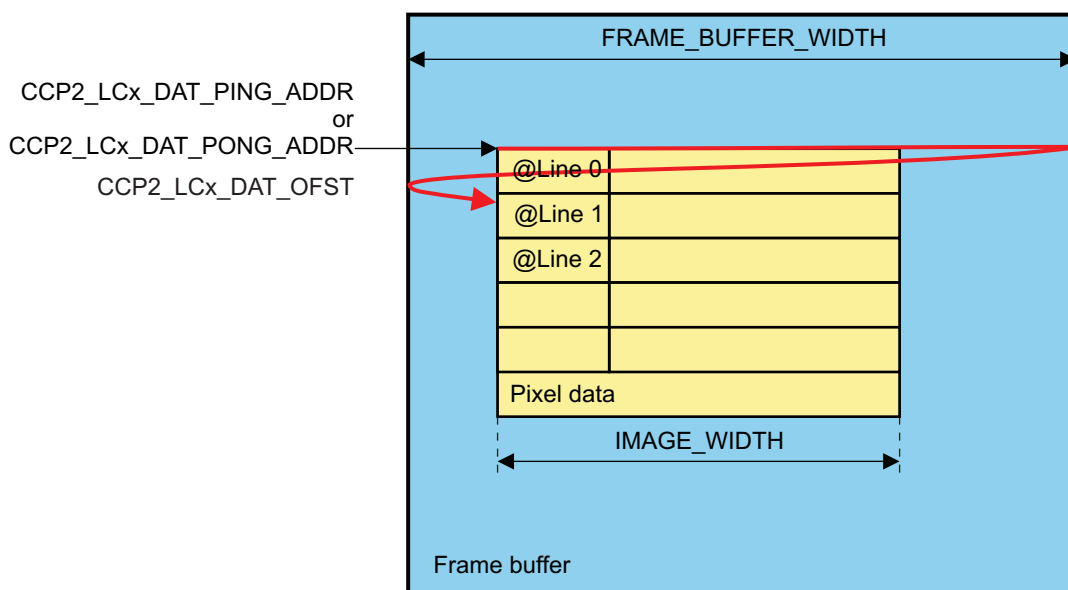 FRAME_BUFFER_WIDTH
CCP2_LCx_DAT_PING_ADDR
or
CCP2_LCx_DAT_PONG_ADDR
CCP2_LCx_DAT_OFST
@Line 0
@Line 1
@Line 2
Pixel data
IMAGE_WIDTH
Frame buffer